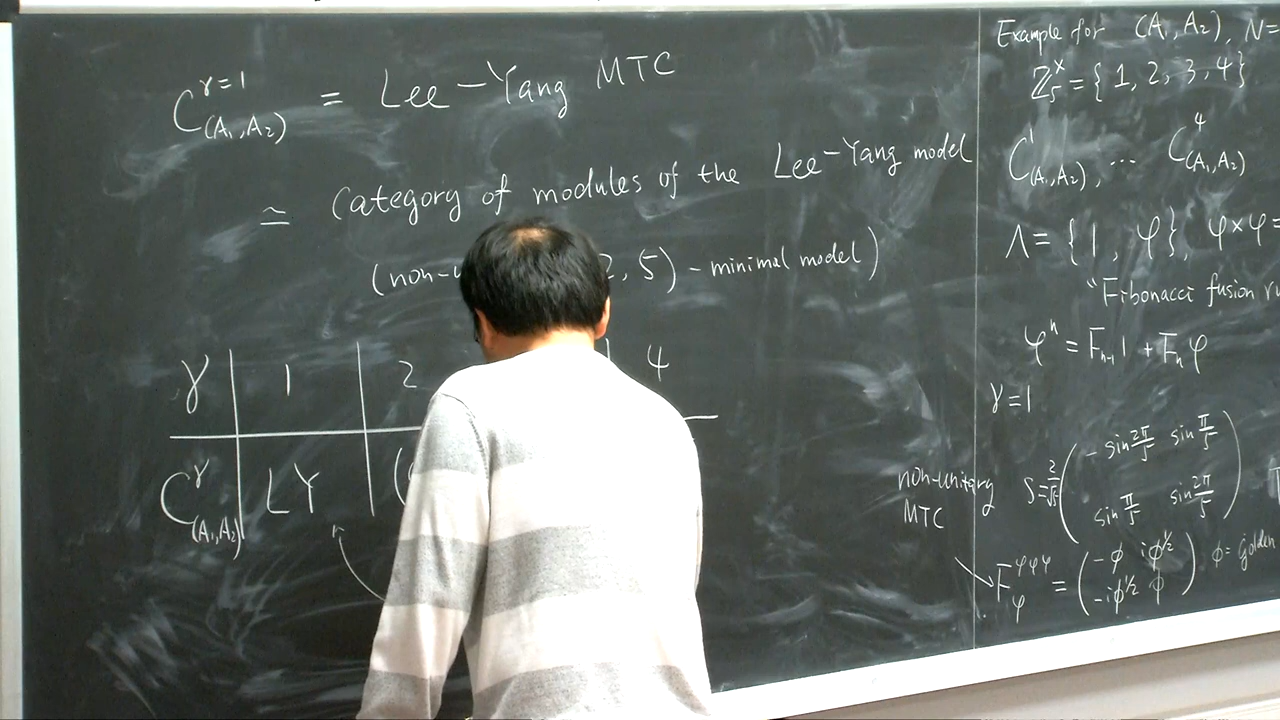 C^{γ=1}_{(A₁,A₂)} = Lee-Yang MTC
≃ Category of modules of the Lee-Yang model
(non-u 2, 5) - minimal model)
γ 1 2 4
C^γ_{(A₁,A₂)} LY (
Example for (A₁, A₂), N=
ℤ₅^× = {1, 2, 3, 4}
C^1_{(A₁,A₂)}, ... C^4_{(A₁,A₂)}
Λ = {1, φ}, φ×φ =
"Fibonacci fusion ru
φⁿ = F_{n-1} 1 + F_n φ
γ = 1
non-unitary MTC
S = 2/√5 ( - sin 2π/5 sin π/5
sin π/5 sin 2π/5 )
F^{φφφ}_φ = ( -ϕ iϕ^{1/2}
-iϕ^{1/2} ϕ ) ϕ = Golden